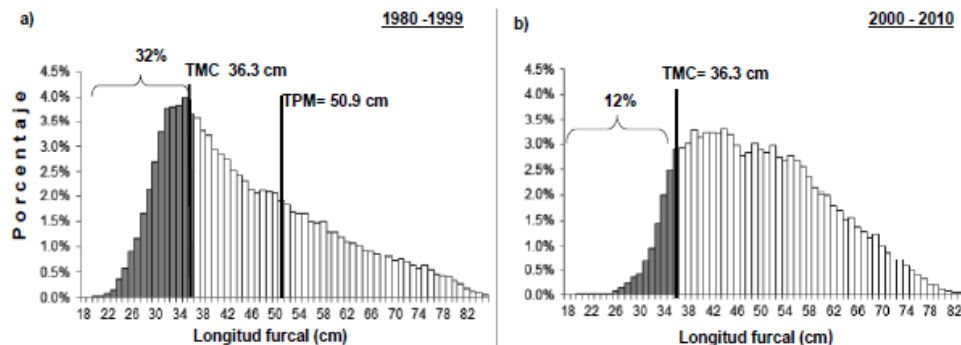 a)
1980 -1999
32%
TMC 36.3 cm
TPM= 50.9 cm
Porcentaje
4.5%
4.0%
3.5%
3.0%
2.5%
2.0%
1.5%
1.0%
0.5%
0.0%
18 22 26 30 34 38 42 46 50 54 58 62 66 70 74 78 82
Longitud furcal (cm)
b)
2000 - 2010
TMC= 36.3 cm
12%
4.5%
4.0%
3.5%
3.0%
2.5%
2.0%
1.5%
1.0%
0.5%
0.0%
18 22 26 30 34 38 42 46 50 54 58 62 66 70 74 78 82
Longitud furcal (cm)